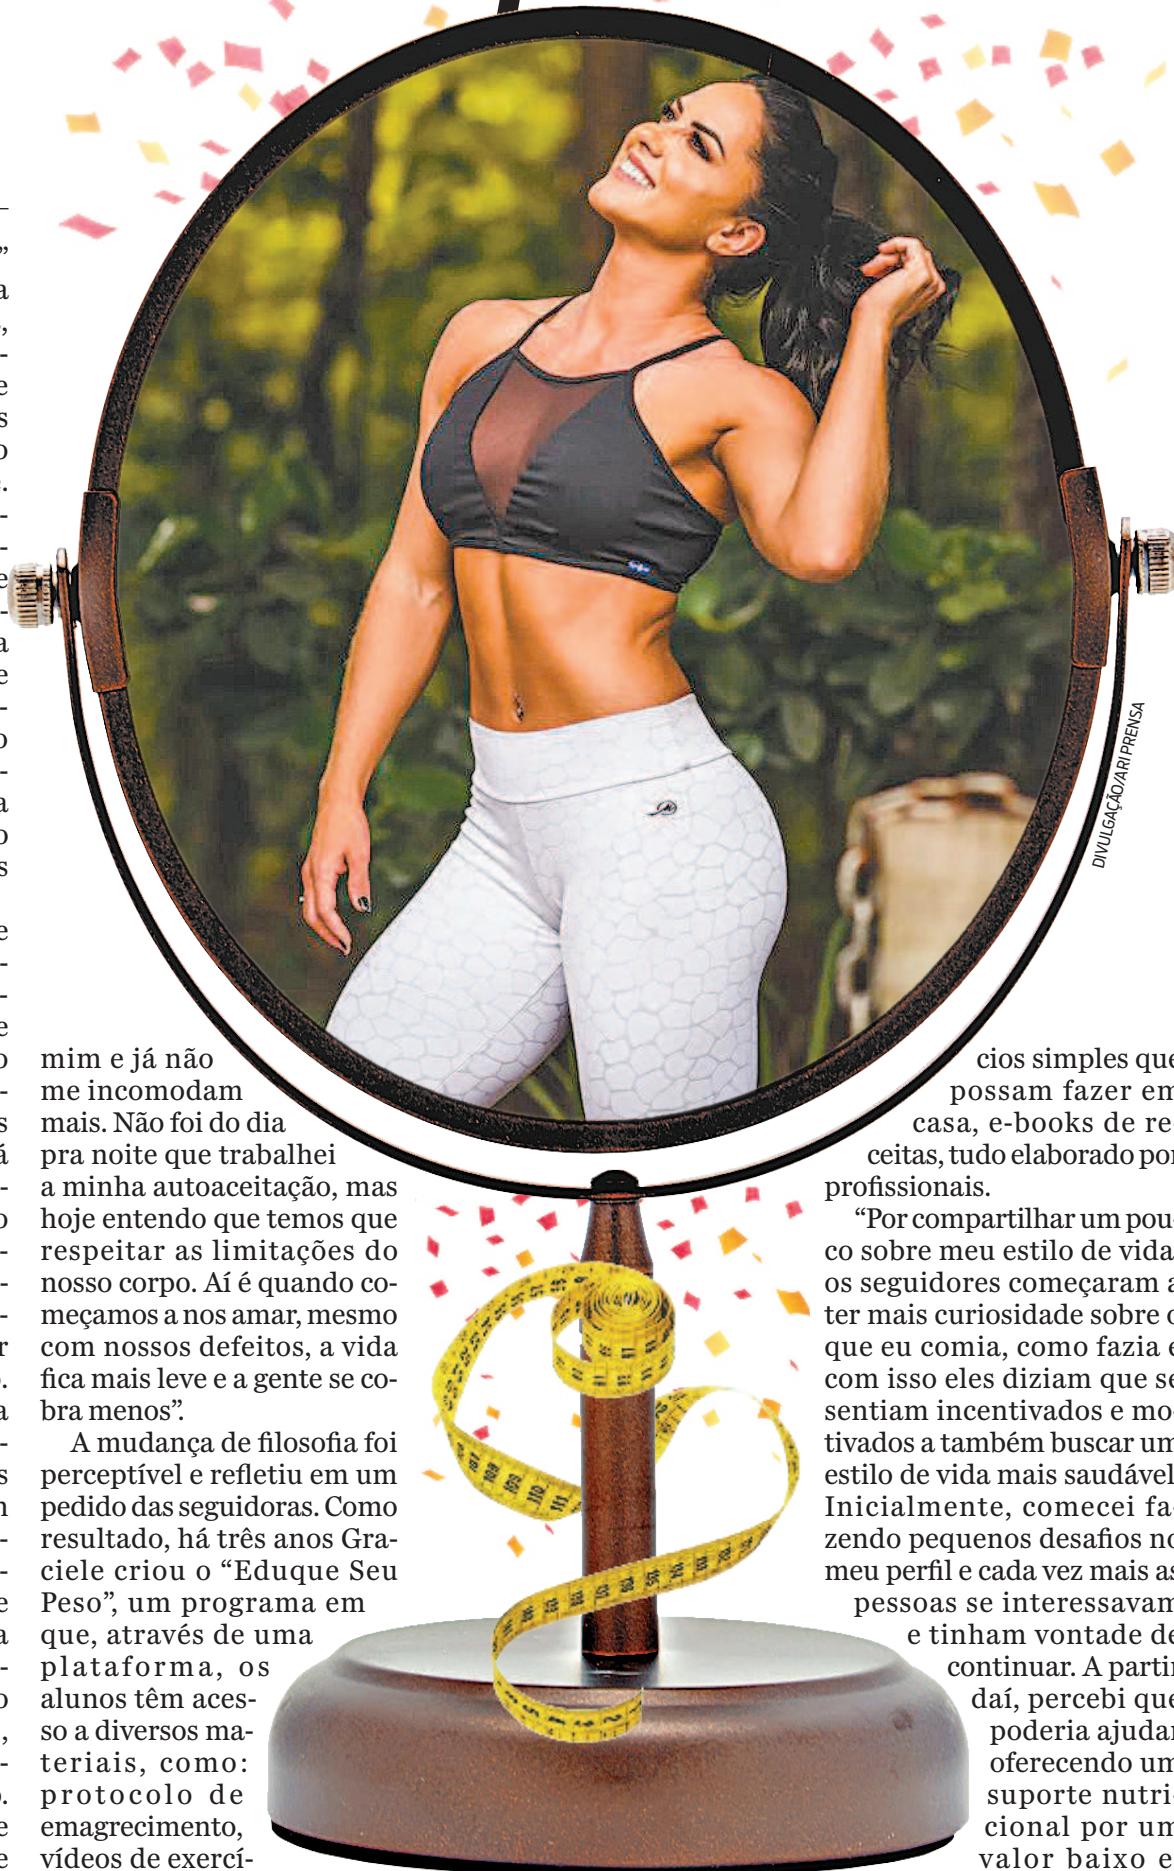 mim e já não
me incomodam
mais. Não foi do dia
pra noite que trabalhei
a minha autoaceitação, mas
hoje entendo que temos que
respeitar as limitações do
nosso corpo. Aí é quando co-
meçamos a nos amar, mesmo
com nossos defeitos, a vida
fica mais leve e a gente se co-
bra menos”.
A mudança de filosofia foi
perceptível e refletiu em um
pedido das seguidoras. Como
resultado, há três anos Gra-
ciele criou o “Eduque Seu
Peso”, um programa em
que, através de uma
plataforma, os
alunos têm aces-
so a diversos ma-
teriais, como:
protocolo de
emagrecimento,
vídeos de exercí-
cios simples que
possam fazer em
casa, e-books de re-
ceitas, tudo elaborado por
profissionais.
“Por compartilhar um pou-
co sobre meu estilo de vida,
os seguidores começaram a
ter mais curiosidade sobre o
que eu comia, como fazia e
com isso eles diziam que se
sentiam incentivados e mo-
tivados a também buscar um
estilo de vida mais saudável.
Inicialmente, comecei fa-
zendo pequenos desafios no
meu perfil e cada vez mais as
pessoas se interessavam
e tinham vontade de
continuar. A partir
daí, percebi que
poderia ajudar
oferecendo um
suporte nutri-
cional por um
valor baixo e
DIVULGAÇÃO/ARI PRENSA